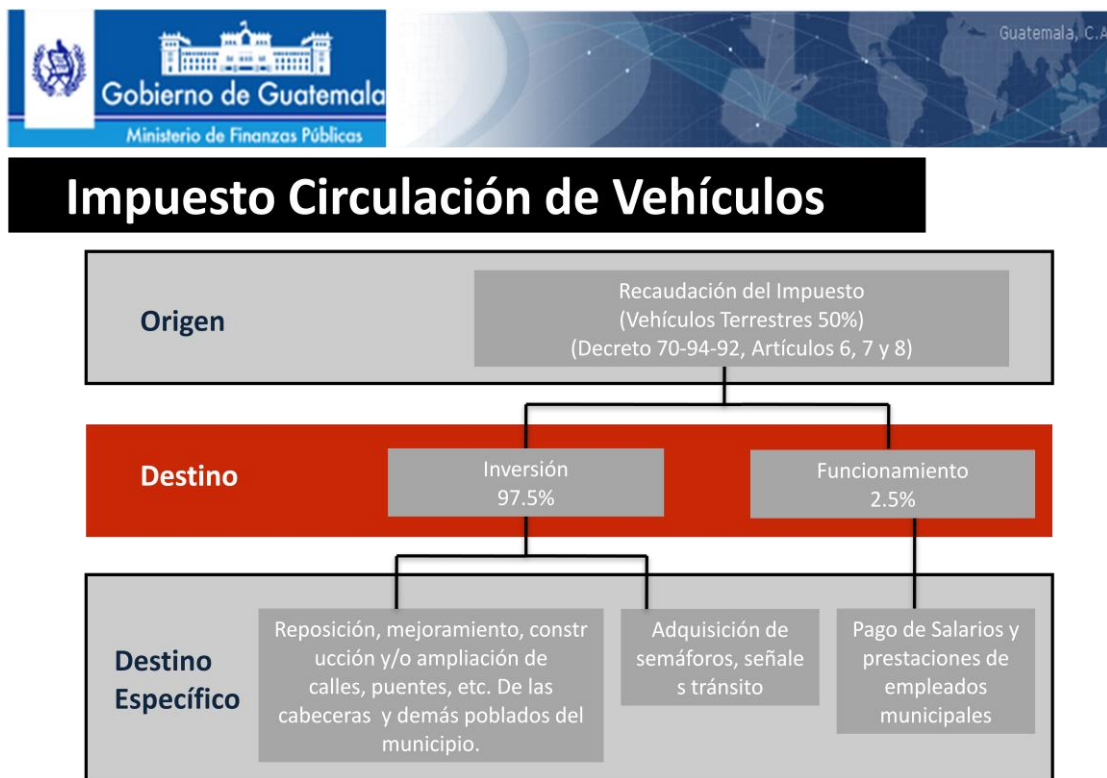 Guatemala, C.A
Gobierno de Guatemala
Ministerio de Finanzas Públicas
Impuesto Circulación de Vehículos
Origen
Recaudación del Impuesto
(Vehículos Terrestres 50%)
(Decreto 70-94-92, Artículos 6, 7 y 8)
Destino
Inversión
97.5%
Funcionamiento
2.5%
Destino
Específico
Reposición, mejoramiento, constr
ucción y/o ampliación de
calles, puentes, etc. De las
cabeceras y demás poblados del
municipio.
Adquisición de
semáforos, señale
s tránsito
Pago de Salarios y
prestaciones de
empleados
municipales